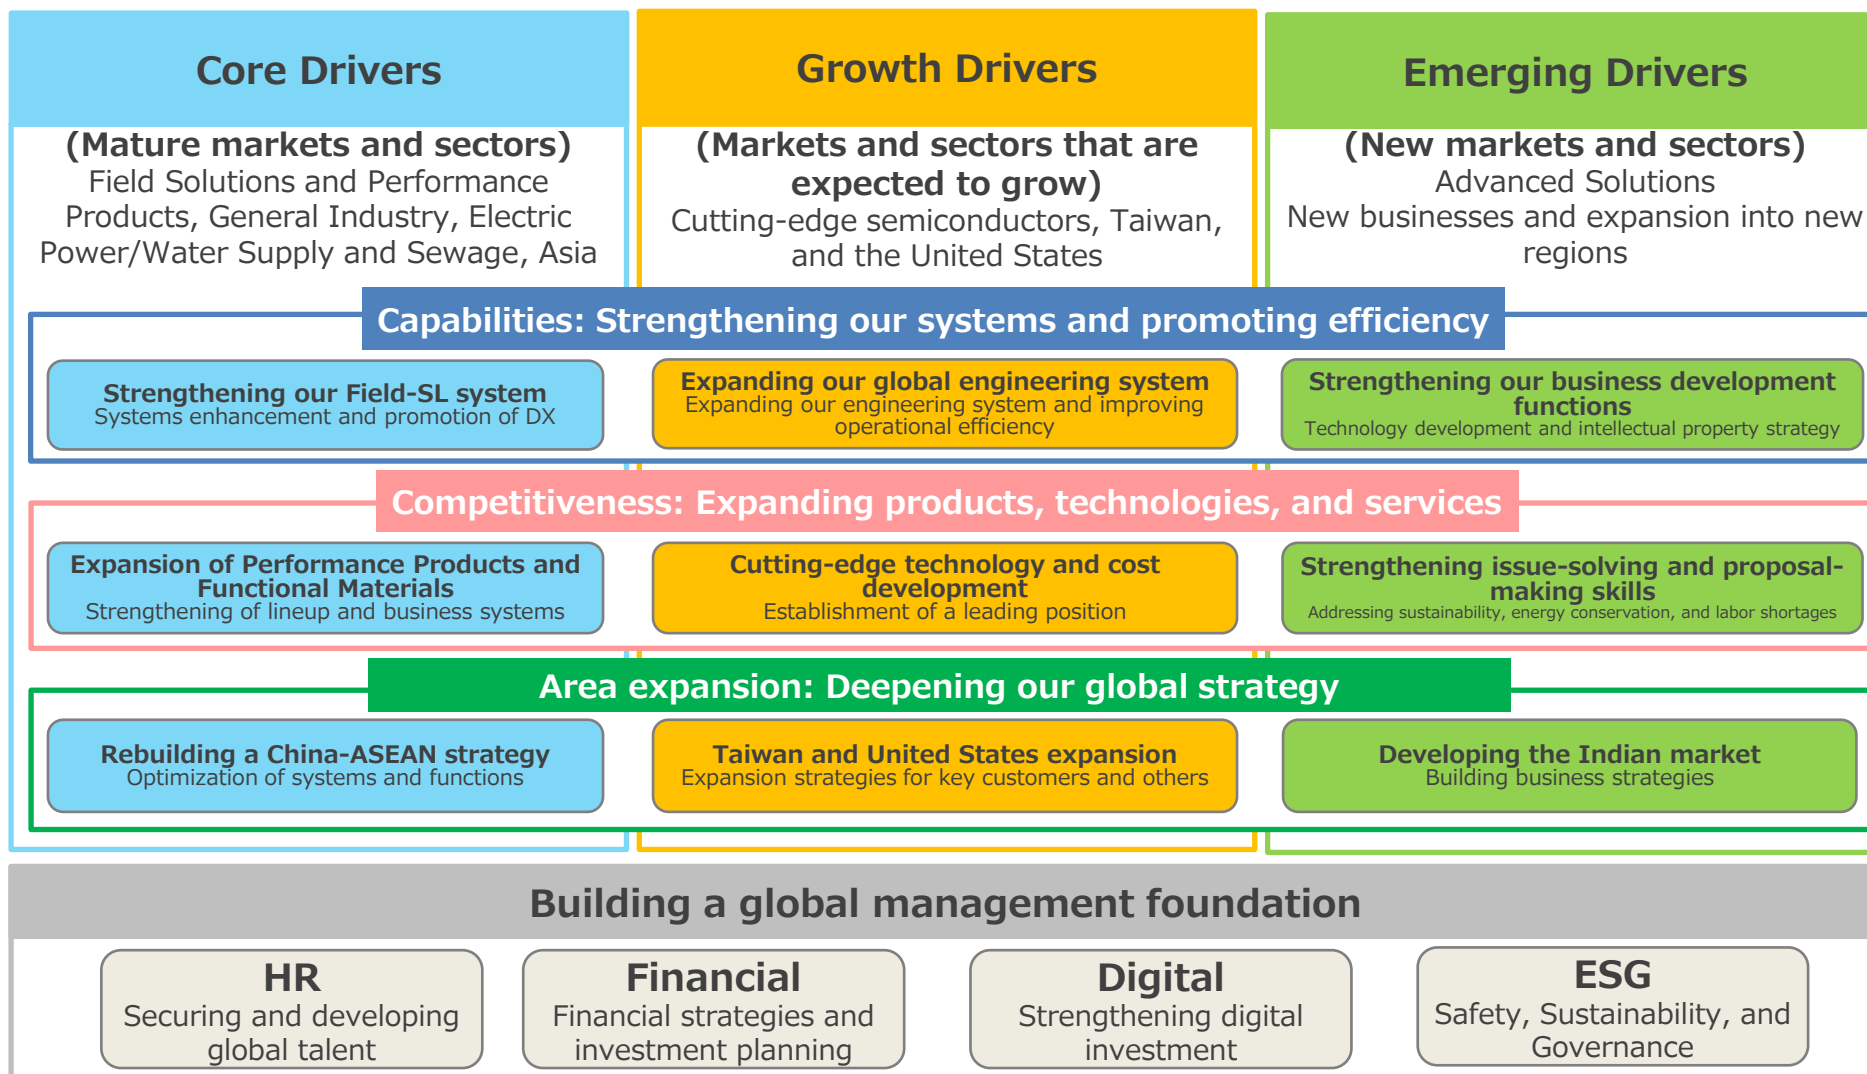 Core Drivers
Growth Drivers
Emerging Drivers
(Mature markets and sectors)
Field Solutions and Performance
Products, General Industry, Electric
Power/Water Supply and Sewage, Asia
(Markets and sectors that are
expected to grow)
Cutting-edge semiconductors, Taiwan,
and the United States
(New markets and sectors)
Advanced Solutions
New businesses and expansion into new
regions
Capabilities: Strengthening our systems and promoting efficiency
Strengthening our Field-SL system
Systems enhancement and promotion of DX
Expanding our global engineering system
Expanding our engineering system and improving
operational efficiency
Strengthening our business development
functions
Technology development and intellectual property strategy
Competitiveness: Expanding products, technologies, and services
Expansion of Performance Products and
Functional Materials
Strengthening of lineup and business systems
Cutting-edge technology and cost
development
Establishment of a leading position
Strengthening issue-solving and proposal-
making skills
Addressing sustainability, energy conservation, and labor shortages
Area expansion: Deepening our global strategy
Rebuilding a China-ASEAN strategy
Optimization of systems and functions
Taiwan and United States expansion
Expansion strategies for key customers and others
Developing the Indian market
Building business strategies
Building a global management foundation
HR
Securing and developing
global talent
Financial
Financial strategies and
investment planning
Digital
Strengthening digital
investment
ESG
Safety, Sustainability, and
Governance